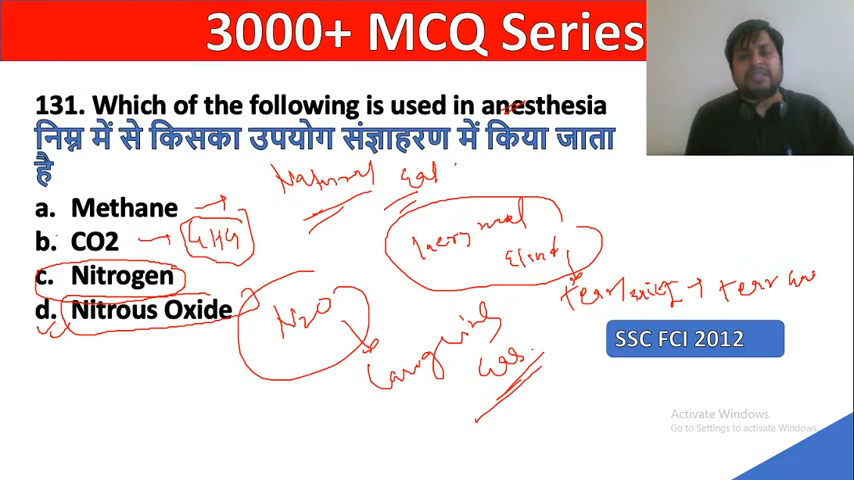 3000+ MCQ Series
131. Which of the following is used in anesthesia
निम्न में से किसका उपयोग संज्ञाहरण में किया जाता
है
Natural Gas
a. Methane
b. CO2
GHG
c. Nitrogen
d. Nitrous Oxide
N2O
Laughing Gas
SSC FCI 2012
Activate Windows
Go to Settings to activate Windows.